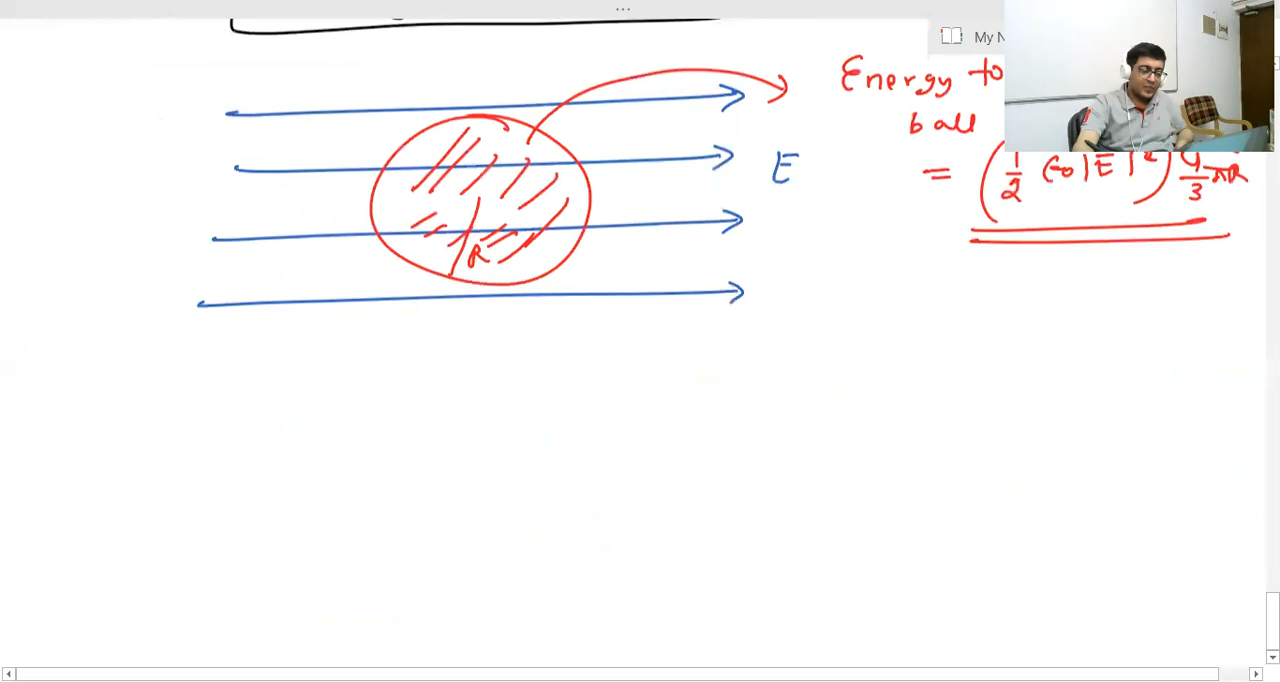 My N
Energy to
ball
E
= (1/2 ε₀|E|²) 4/3 πR
R